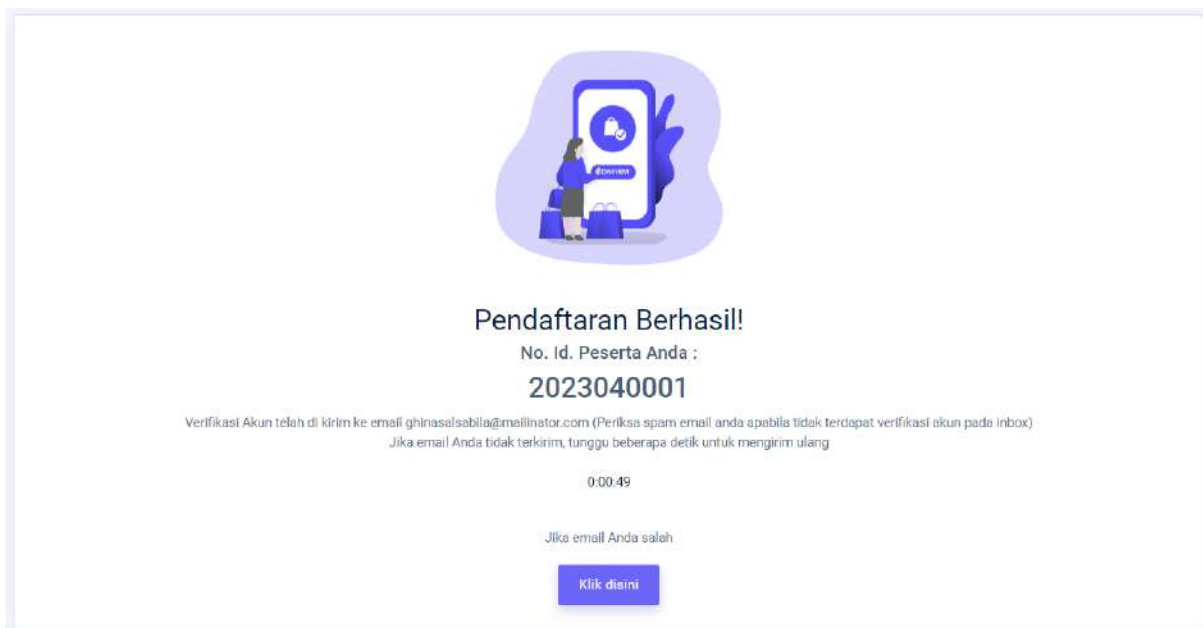 CONFIRM
Pendaftaran Berhasil!
No. Id. Peserta Anda :
2023040001
Verifikasi Akun telah di kirim ke email ghinasalsabila@mailinator.com (Periksa spam email anda apabila tidak terdapat verifikasi akun pada inbox)
Jika email Anda tidak terkirim, tunggu beberapa detik untuk mengirim ulang
0:00:49
Jika email Anda salah
Klik disini